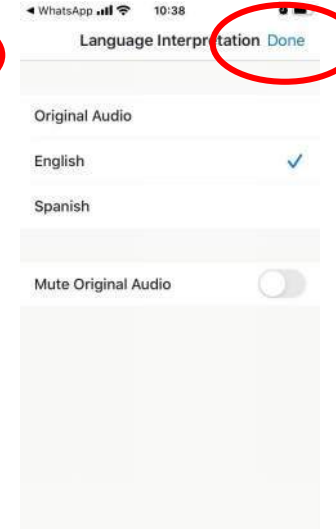 WhatsApp 10:38
Language Interpretation Done
Original Audio
English
Spanish
Mute Original Audio